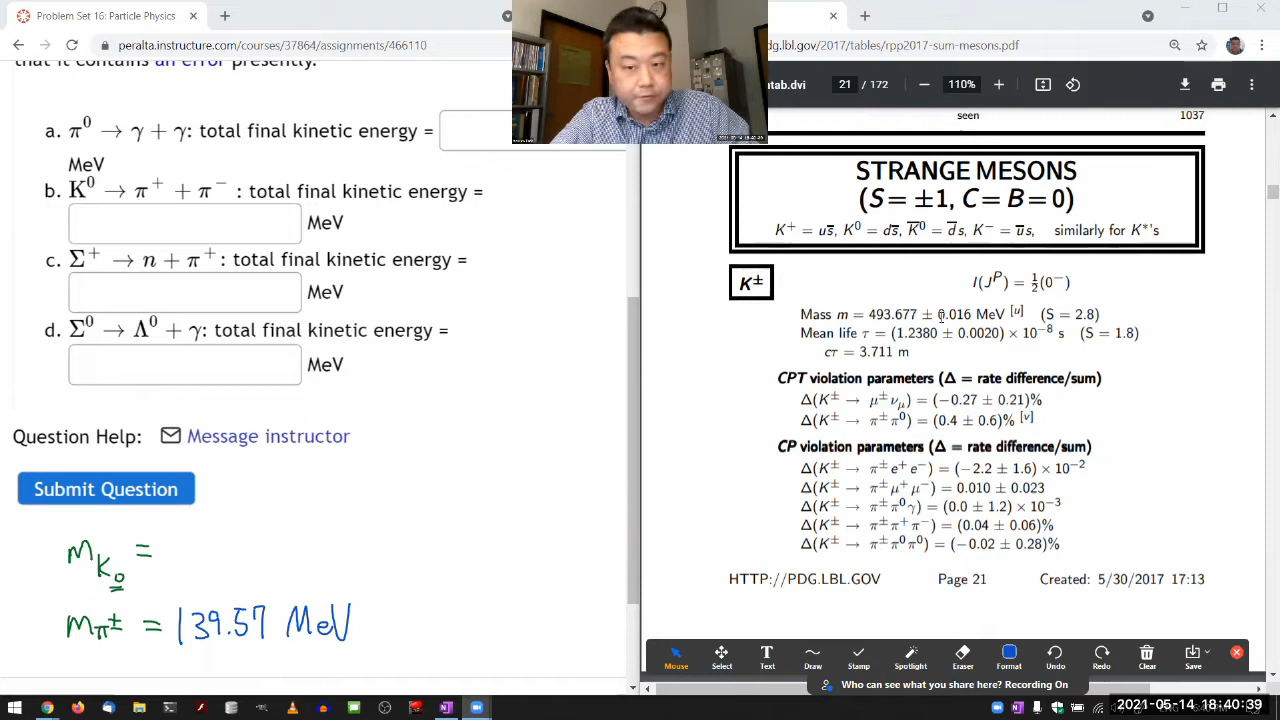 Problem Set 16: Particle Physics
peralta.instructure.com/courses/37864/assignments/466110
that it contains an error presently.
a. π⁰ → γ + γ: total final kinetic energy =
MeV
b. K⁰ → π⁺ + π⁻ : total final kinetic energy =
MeV
c. Σ⁺ → n + π⁺: total final kinetic energy =
MeV
d. Σ⁰ → Λ⁰ + γ: total final kinetic energy =
MeV
Question Help: Message instructor
Submit Question
m_K₀ =
m_π± = 139.57 MeV
dg.lbl.gov/2017/tables/rpp2017-sum-mesons.pdf
ntab.dvi 21 / 172 − 110% +
seen 1037
STRANGE MESONS
(S = ±1, C = B = 0)
K⁺ = us̅, K⁰ = ds̅, K̅⁰ = d̅s, K⁻ = u̅s, similarly for K*'s
K± I(J^P) = ½(0⁻)
Mass m = 493.677 ± 0.016 MeV [u] (S = 2.8)
Mean life τ = (1.2380 ± 0.0020) × 10⁻⁸ s (S = 1.8)
cτ = 3.711 m
CPT violation parameters (Δ = rate difference/sum)
Δ(K± → μ±ν_μ) = (−0.27 ± 0.21)%
Δ(K± → π±π⁰) = (0.4 ± 0.6)% [v]
CP violation parameters (Δ = rate difference/sum)
Δ(K± → π±e⁺e⁻) = (−2.2 ± 1.6) × 10⁻²
Δ(K± → π±μ⁺μ⁻) = 0.010 ± 0.023
Δ(K± → π±π⁰γ) = (0.0 ± 1.2) × 10⁻³
Δ(K± → π±π⁺π⁻) = (0.04 ± 0.06)%
Δ(K± → π±π⁰π⁰) = (−0.02 ± 0.28)%
HTTP://PDG.LBL.GOV Page 21 Created: 5/30/2017 17:13
Mouse Select Text Draw Stamp Spotlight Eraser Format Undo Redo Clear Save
Who can see what you share here? Recording On
2021-05-14 18:40:39